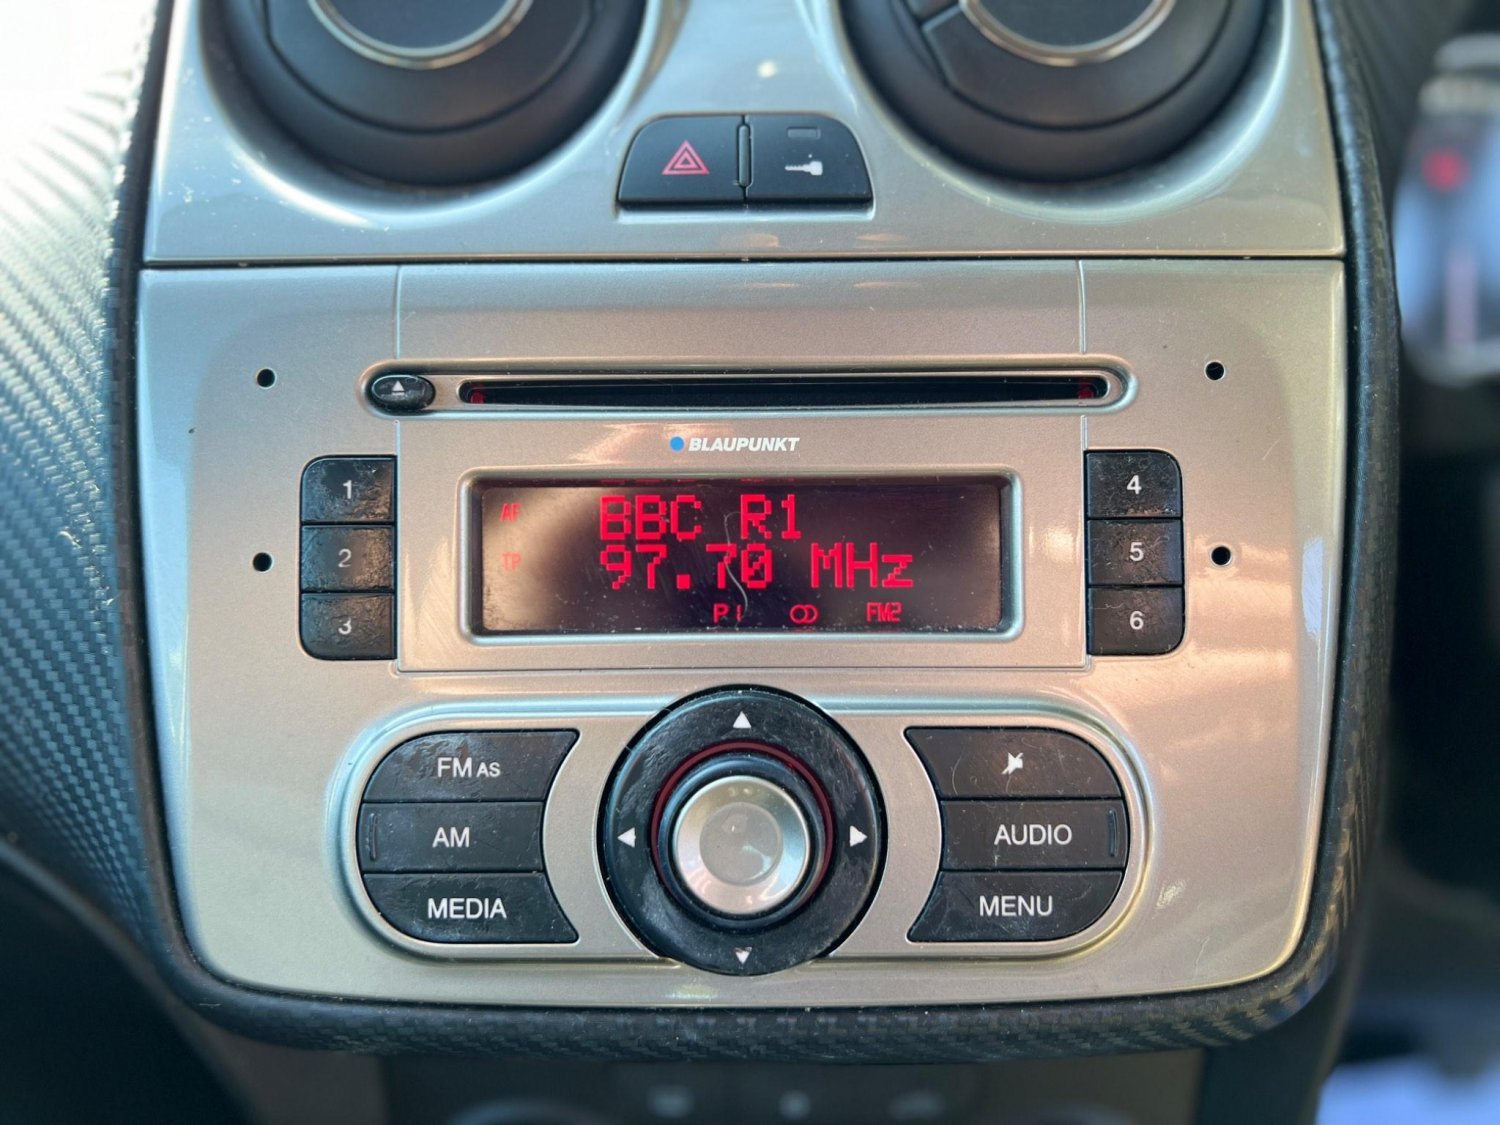 BLAUPUNKT
1
2
3
AF
BBC R1
TP
97.70 MHz
P1
FM2
4
5
6
FM AS
AM
MEDIA
AUDIO
MENU